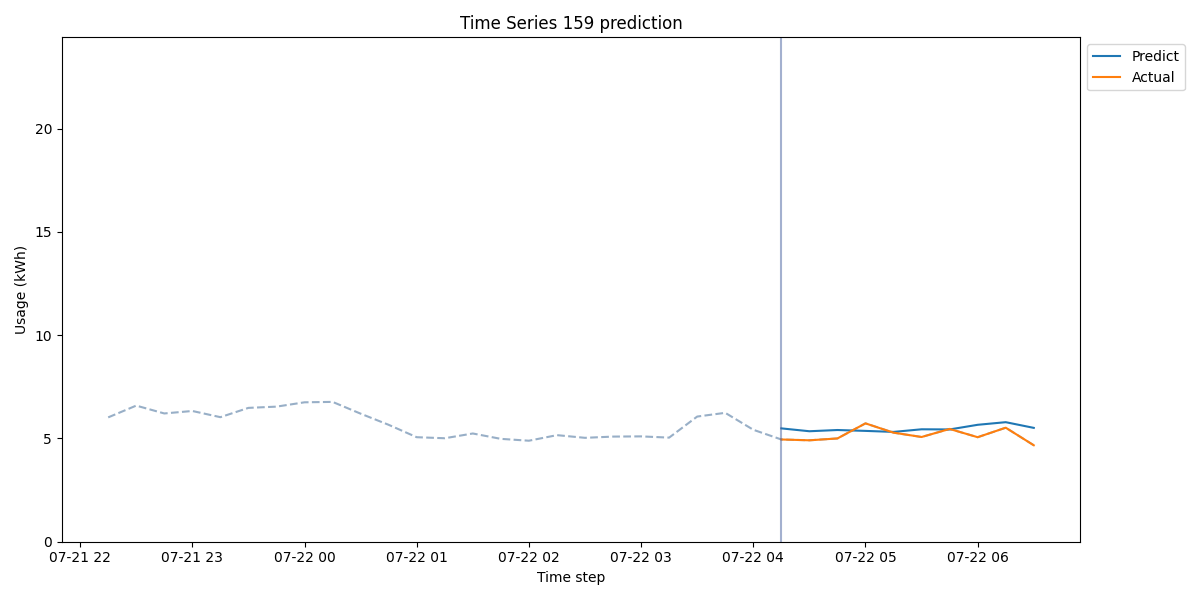 Time Series 159 prediction
Predict
Actual
Usage (kWh)
20
15
10
5
0
07-21 22 07-21 23 07-22 00 07-22 01 07-22 02 07-22 03 07-22 04 07-22 05 07-22 06
Time step